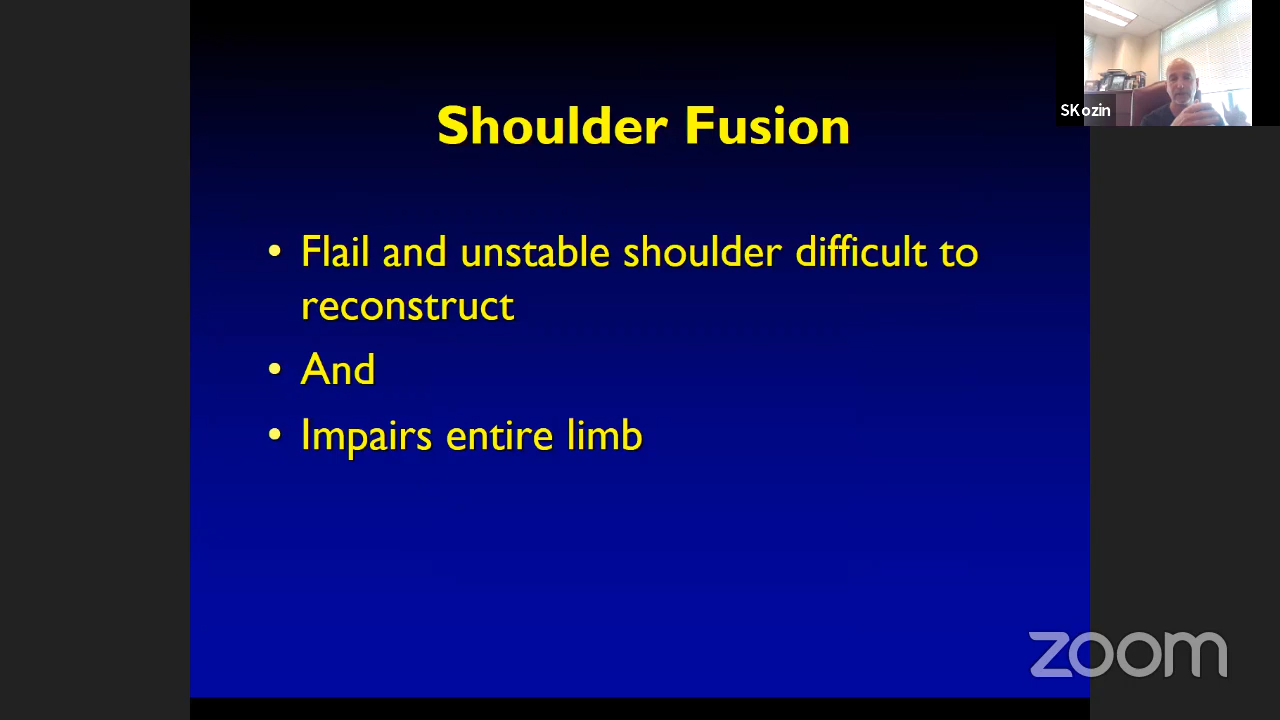 Shoulder Fusion
• Flail and unstable shoulder difficult to
reconstruct
• And
• Impairs entire limb
SKozin
zoom